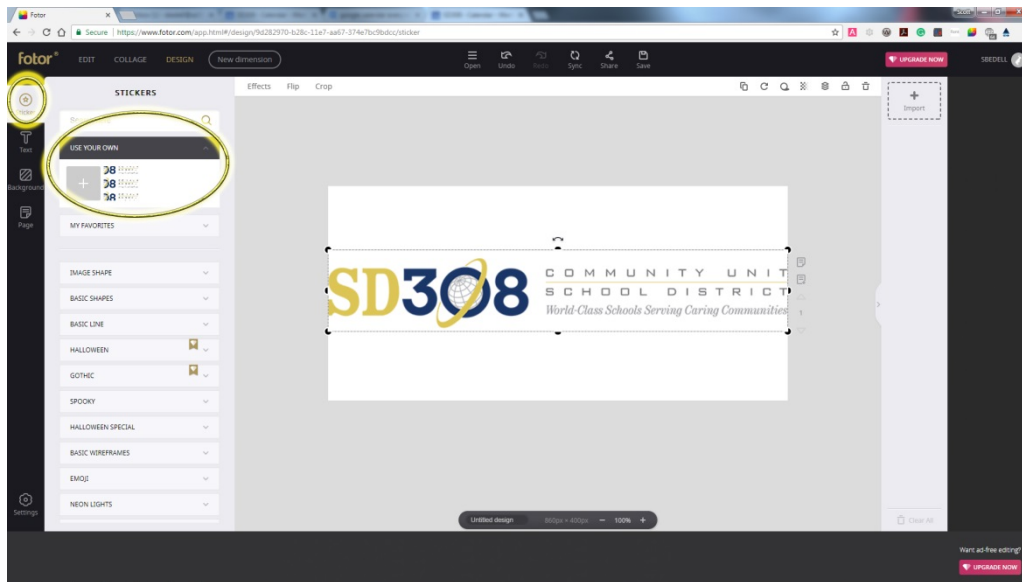 Fotor
Secure
https://www.fotor.com/app.html#/design/9d282970-b28c-11e7-aa67-374e7bc9bdcc/sticker
fotor
EDIT
COLLAGE
DESIGN
New dimension
Open
Undo
Redo
Sync
Share
Save
UPGRADE NOW
SBEDELL
STICKERS
Effects
Flip
Crop
Import
Text
Background
Page
Settings
USE YOUR OWN
MY FAVORITES
IMAGE SHAPE
BASIC SHAPES
BASIC LINE
HALLOWEEN
GOTHIC
SPOOKY
HALLOWEEN SPECIAL
BASIC WIREFRAMES
EMOJI
NEON LIGHTS
SD308
COMMUNITY UNIT
SCHOOL DISTRICT
World-Class Schools Serving Caring Communities
1
Untitled design
860px × 400px
100%
Clear All
Want ad-free editing?
UPGRADE NOW